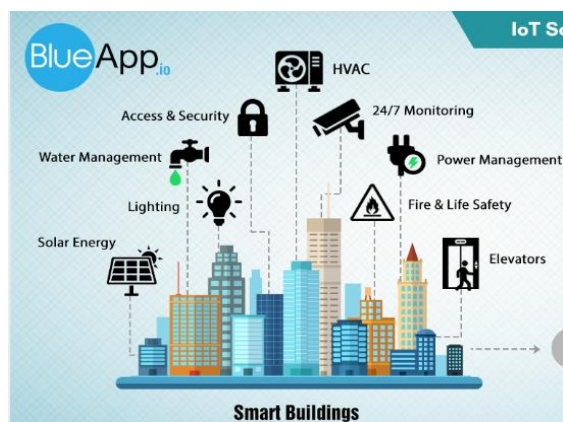 BlueApp.io
IoT
HVAC
Access & Security
24/7 Monitoring
Water Management
Power Management
Lighting
Fire & Life Safety
Solar Energy
Elevators
Smart Buildings